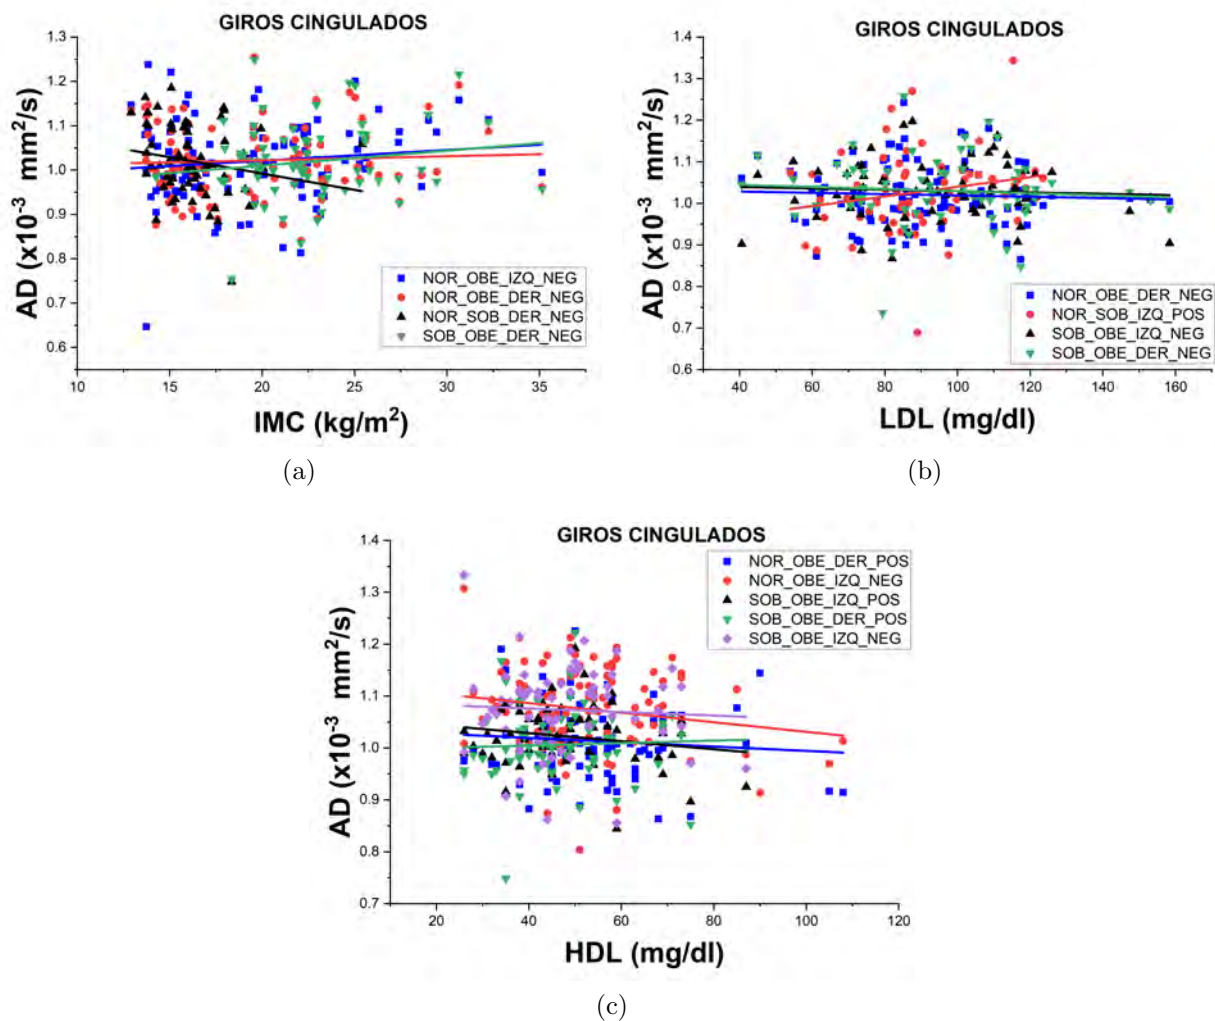 GIROS CINGULADOS
1.3
1.2
1.1
1.0
0.9
0.8
0.7
0.6
AD (x10⁻³ mm²/s)
NOR_OBE_IZQ_NEG
NOR_OBE_DER_NEG
NOR_SOB_DER_NEG
SOB_OBE_DER_NEG
10 15 20 25 30 35
IMC (kg/m²)
(a)
GIROS CINGULADOS
1.4
1.3
1.2
1.1
1.0
0.9
0.8
0.7
0.6
AD (x10⁻³ mm²/s)
NOR_OBE_DER_NEG
NOR_SOB_IZQ_POS
SOB_OBE_IZQ_NEG
SOB_OBE_DER_NEG
40 60 80 100 120 140 160
LDL (mg/dl)
(b)
GIROS CINGULADOS
1.4
1.3
1.2
1.1
1.0
0.9
0.8
0.7
AD (x10⁻³ mm²/s)
NOR_OBE_DER_POS
NOR_OBE_IZQ_NEG
SOB_OBE_IZQ_POS
SOB_OBE_DER_POS
SOB_OBE_IZQ_NEG
20 40 60 80 100 120
HDL (mg/dl)
(c)